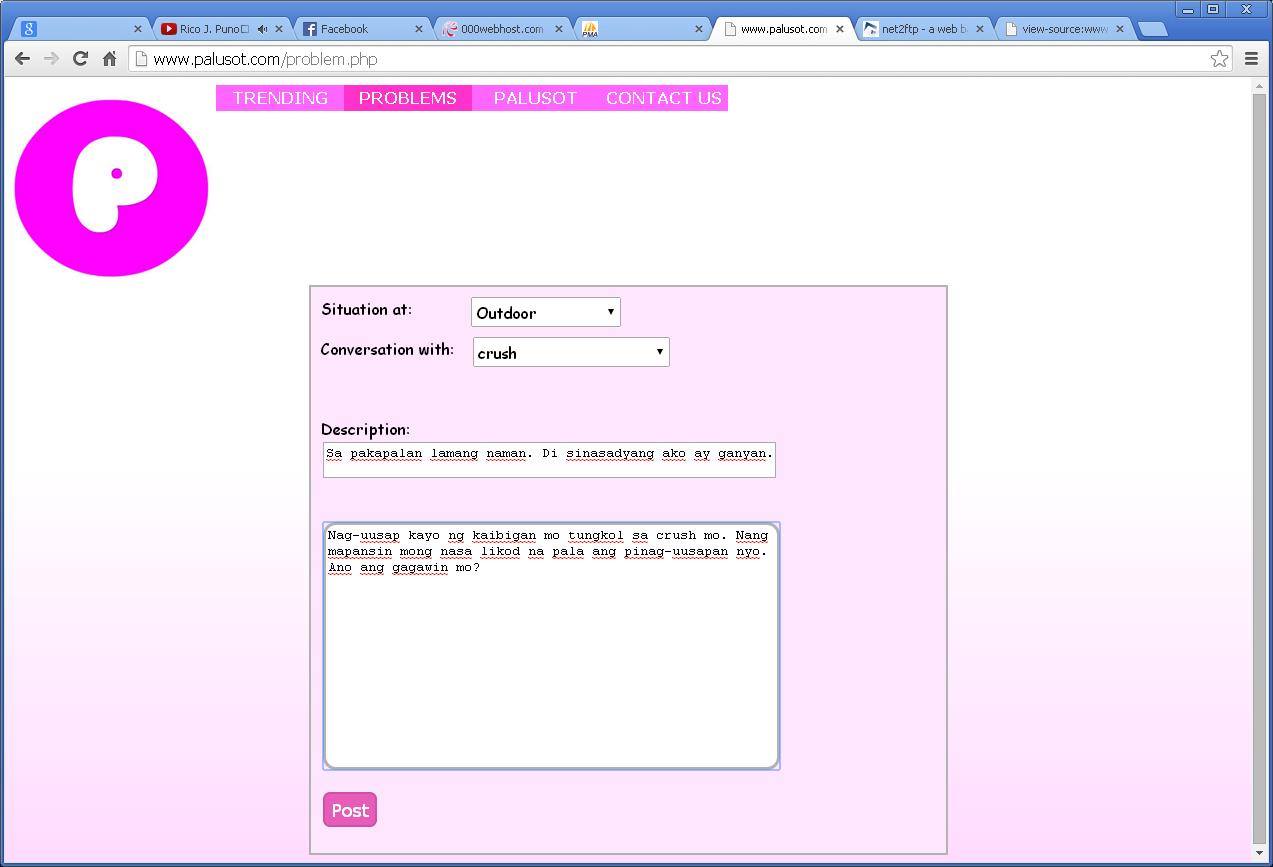 Rico J. Puno
Facebook
000webhost.com
PMA
www.palusot.com
net2ftp - a web b
view-source:www
www.palusot.com/problem.php
TRENDING PROBLEMS PALUSOT CONTACT US
P
Situation at: Outdoor
Conversation with: crush
Description:
Sa pakapalan lamang naman. Di sinasadyang ako ay ganyan.
Nag-uusap kayo ng kaibigan mo tungkol sa crush mo. Nang
mapansin mong nasa likod na pala ang pinag-uusapan nyo.
Ano ang gagawin mo?
Post